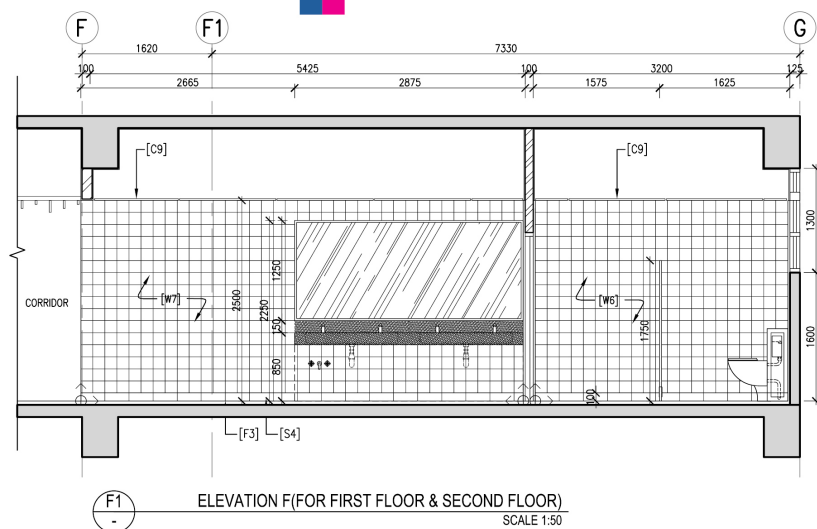 F F1 G
1620 7330
100 5425 100 3200 125
2665 2875 1575 1625
[C9] [C9]
1300
1250
CORRIDOR [W7] 2500 2250 [W6]
50 1750 1600
850
100
[F3] [S4]
F1 ELEVATION F(FOR FIRST FLOOR & SECOND FLOOR)
- SCALE 1:50